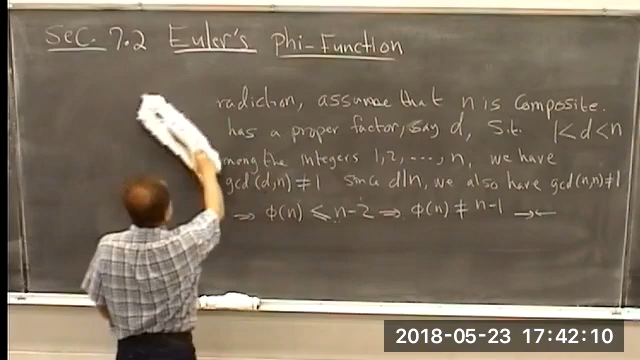 Sec. 7.2 Euler's Phi-Function
radiction, assume that n is composite.
has a proper factor, say d, s.t. 1<d<n
mong the integers 1,2,...,n, we have
gcd(d,n)≠1 since d|n, we also have gcd(n,n)≠1
⇒ ϕ(n) ≤ n-2 ⇒ ϕ(n) ≠ n-1 →←
2018-05-23 17:42:10